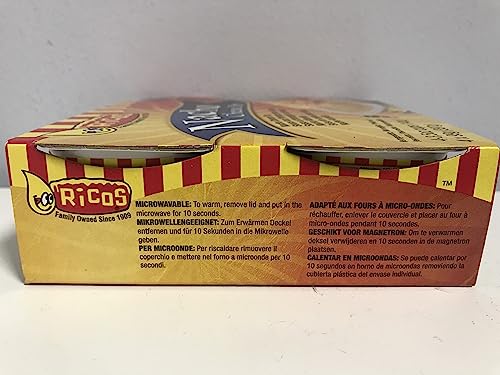 Nacho
RICOS
Family Owned Since 1909
MICROWAVABLE: To warm, remove lid and put in the
microwave for 10 seconds.
MIKROWELLENGEEIGNET: Zum Erwärmen Deckel
entfernen und für 10 Sekunden in die Mikrowelle
geben.
PER MICROONDE: Per riscaldare rimuovere il
coperchio e mettere nel forno a microonde per 10
secondi.
TM
ADAPTÉ AUX FOURS À MICRO-ONDES: Pour
réchauffer, enlever le couvercle et placer au four à
micro-ondes pendant 10 secondes.
GESCHIKT VOOR MAGNETRON: Om te verwarmen
deksel verwijderen en 10 seconden in de magnetron
plaatsen.
CALENTAR EN MICROONDAS: Se puede calentar por
10 segundos en horno de microondas removiendo la
cubierta plástica del envase individual.